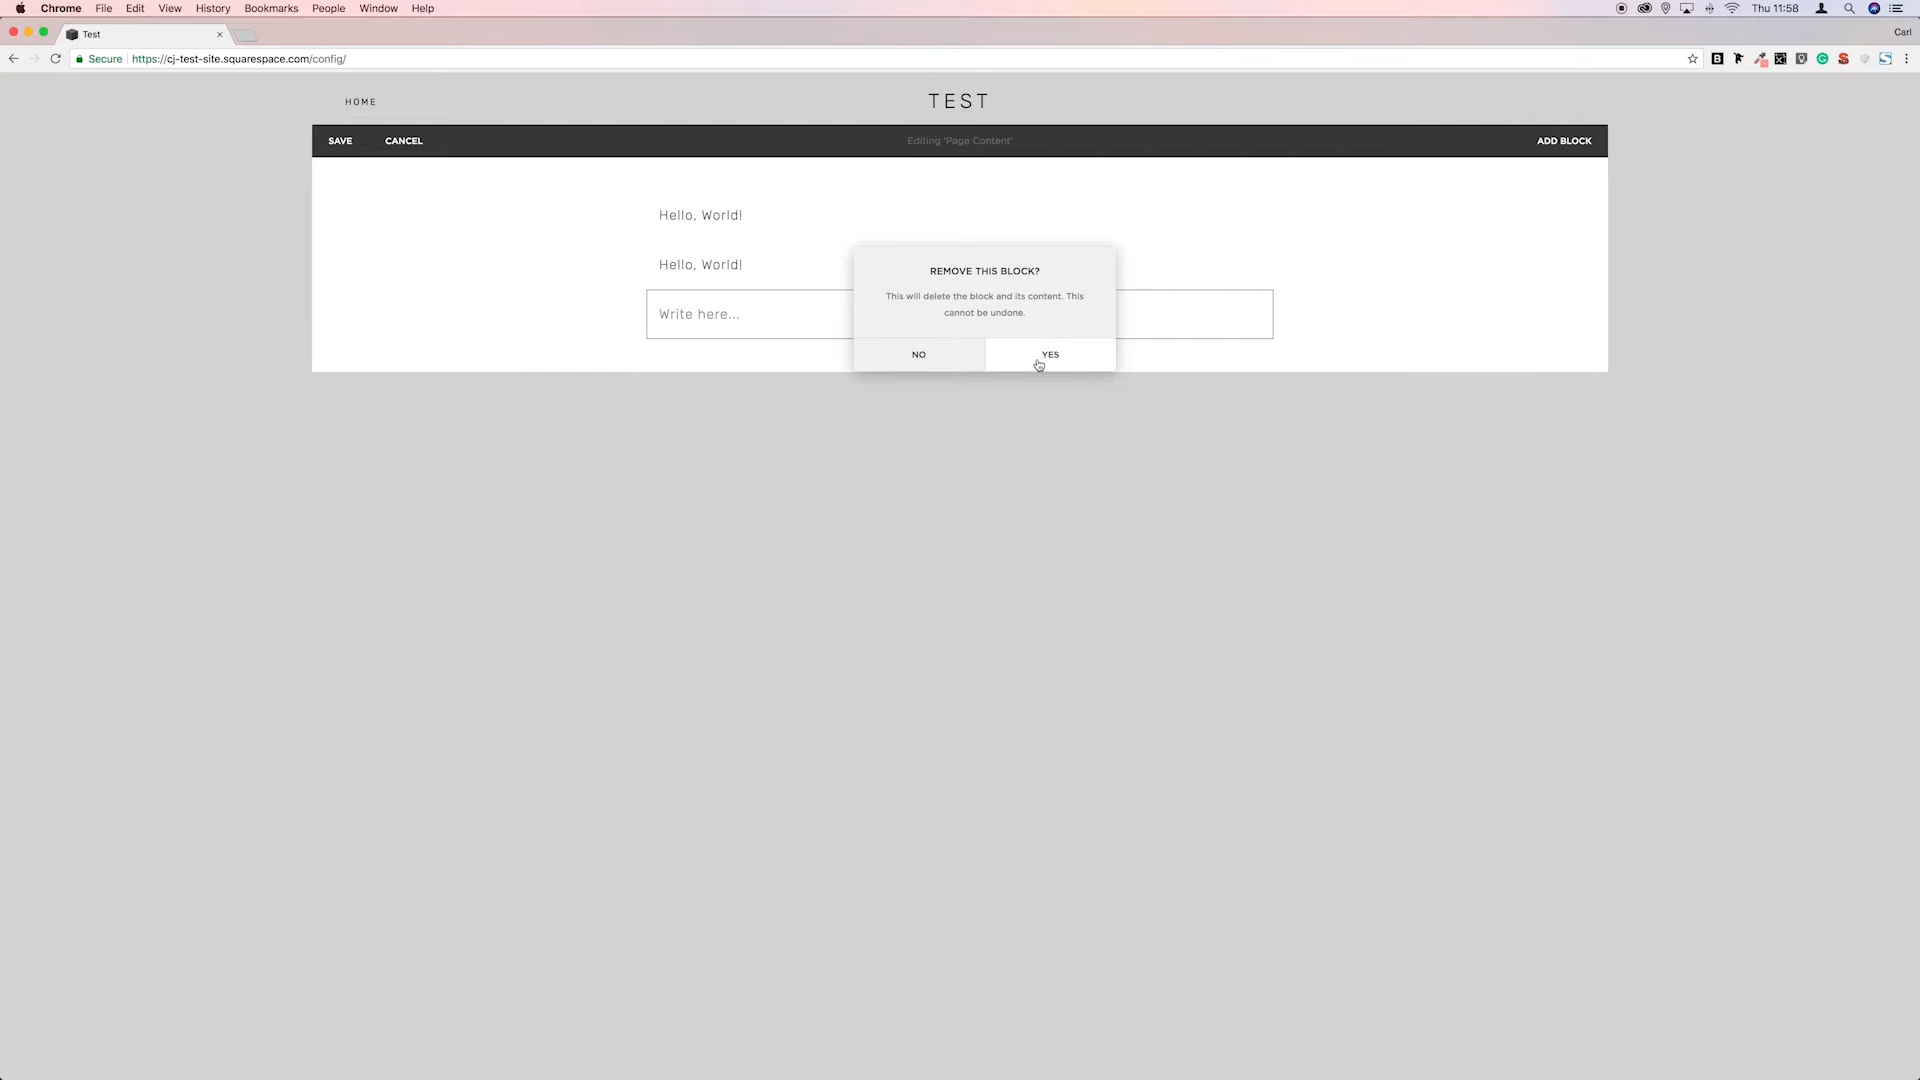 Chrome File Edit View History Bookmarks People Window Help Thu 11:58
Test Carl
Secure https://cj-test-site.squarespace.com/config/
HOME TEST
SAVE CANCEL Editing 'Page Content' ADD BLOCK
Hello, World!
Hello, World!
Write here...
REMOVE THIS BLOCK?
This will delete the block and its content. This
cannot be undone.
NO YES